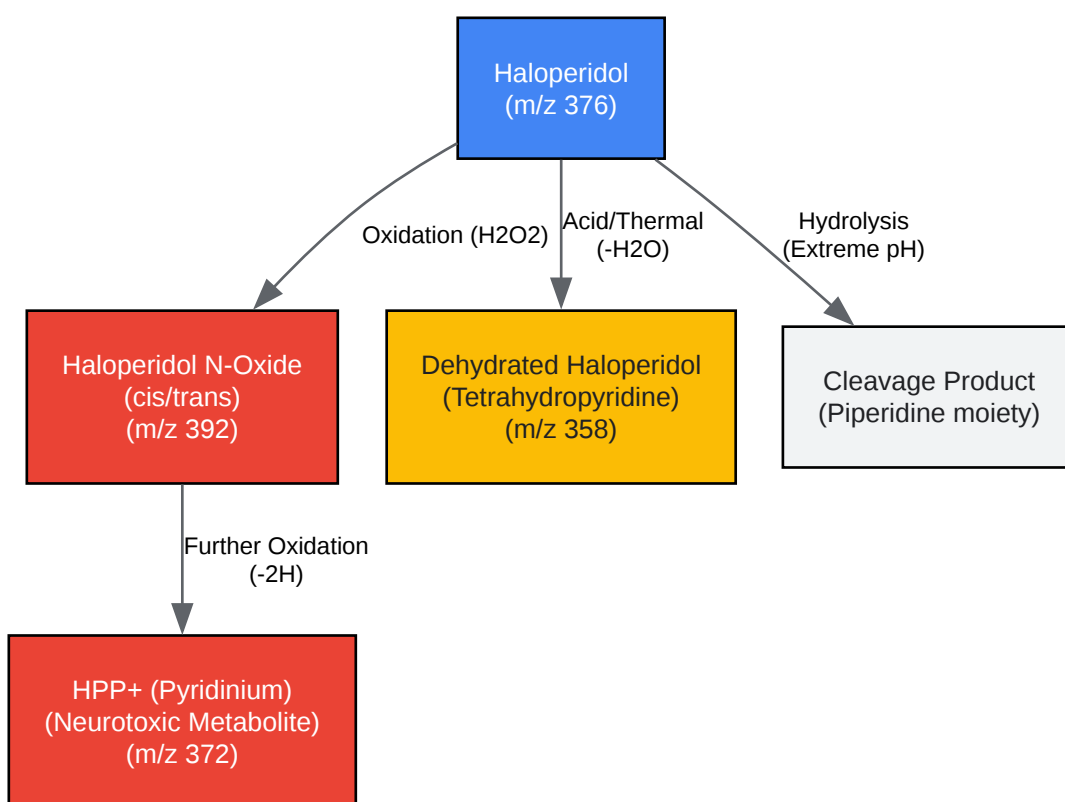 Haloperidol
(m/z 376)
Oxidation (H2O2)
Acid/Thermal
(-H2O)
Hydrolysis
(Extreme pH)
Haloperidol N-Oxide
(cis/trans)
(m/z 392)
Dehydrated Haloperidol
(Tetrahydropyridine)
(m/z 358)
Cleavage Product
(Piperidine moiety)
Further Oxidation
(-2H)
HPP+ (Pyridinium)
(Neurotoxic Metabolite)
(m/z 372)